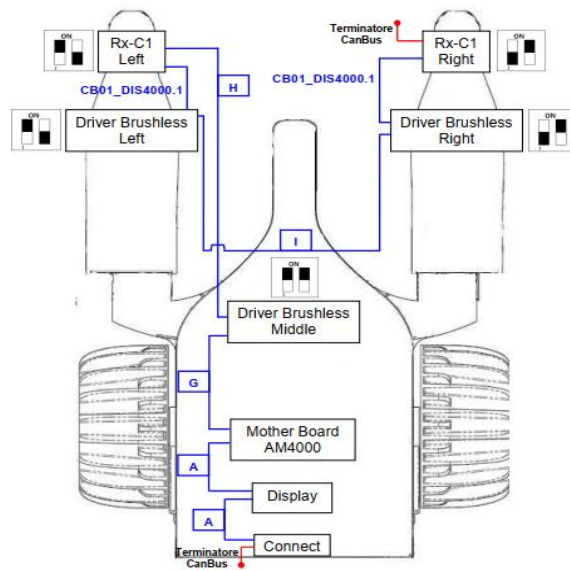 ON
Rx-C1
Left
H
CB01_DIS4000.1
ON
Driver Brushless
Left
Terminatore
CanBus
Rx-C1
Right
ON
CB01_DIS4000.1
Driver Brushless
Right
ON
I
ON
Driver Brushless
Middle
G
Mother Board
AM4000
A
Display
A
Connect
Terminatore
CanBus